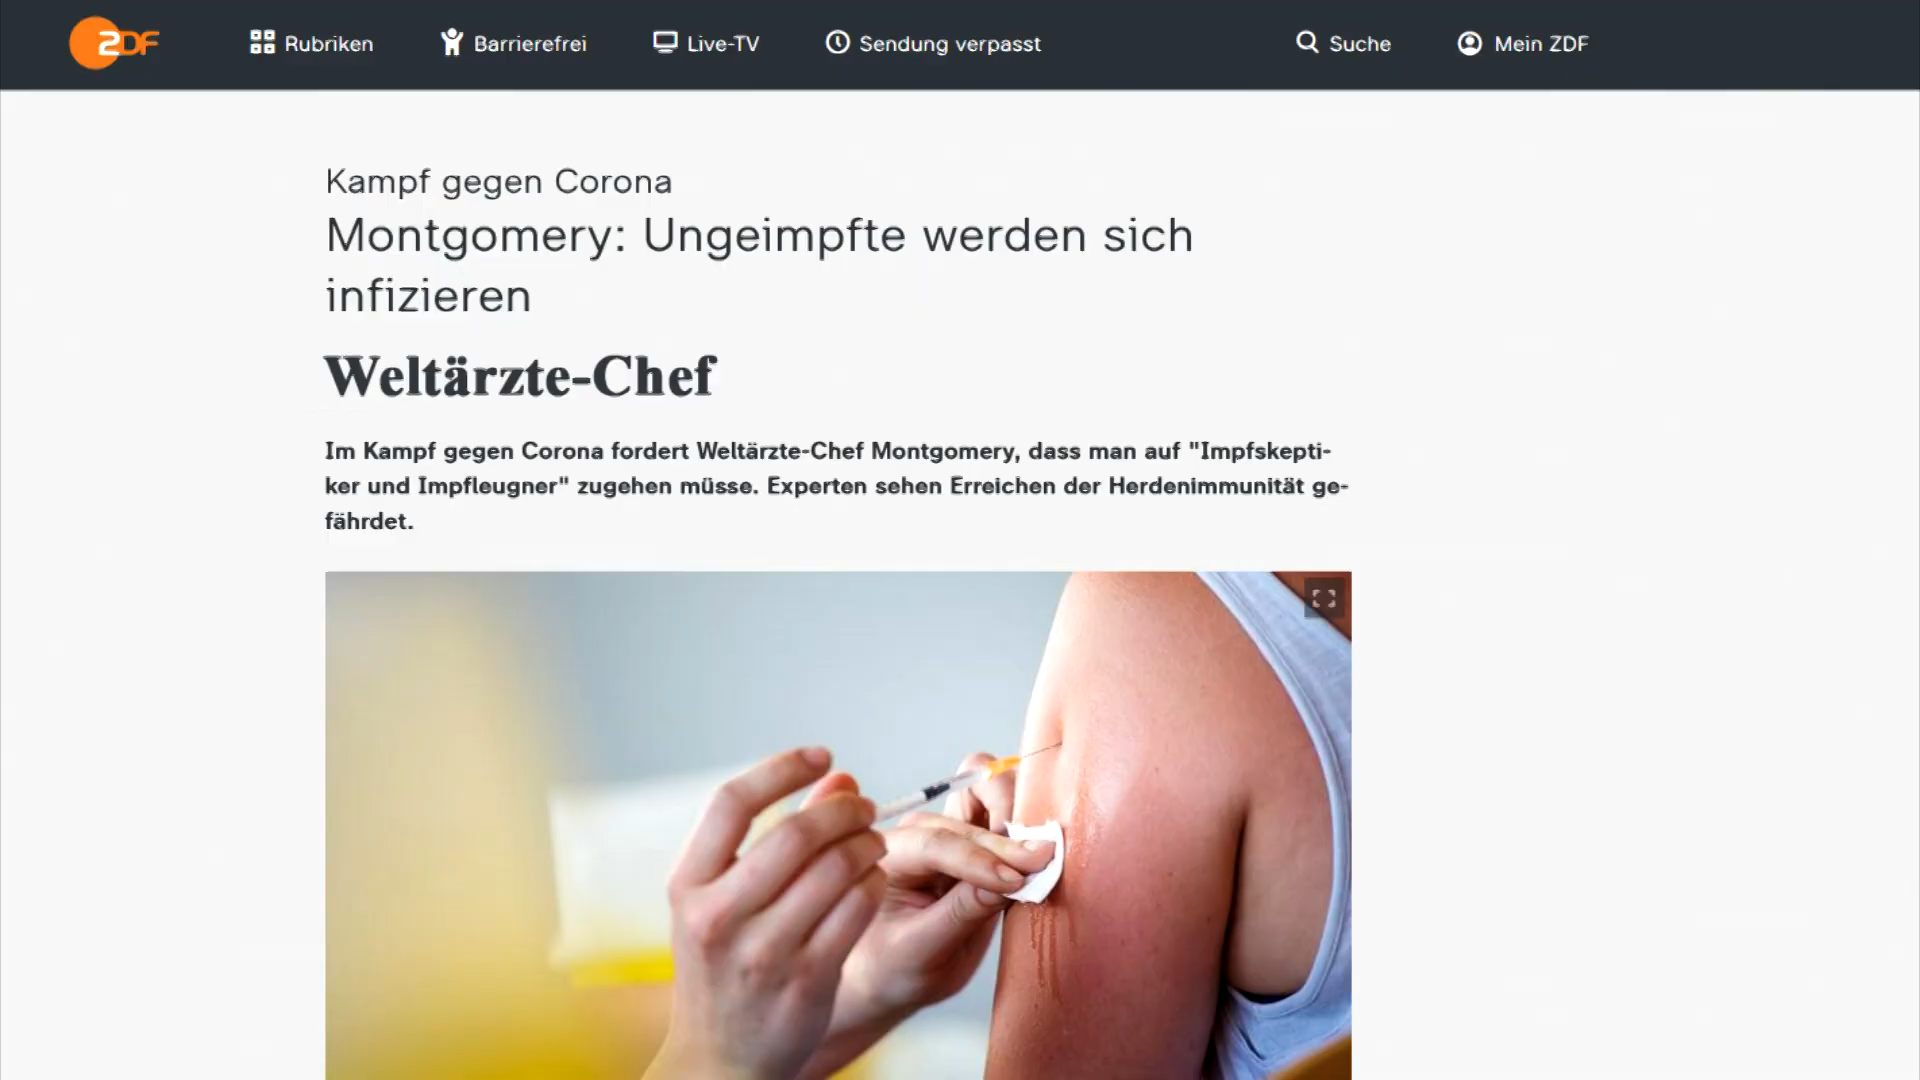 ZDF Rubriken Barrierefrei Live-TV Sendung verpasst Suche Mein ZDF
Kampf gegen Corona
Montgomery: Ungeimpfte werden sich
infizieren
Weltärzte-Chef
Im Kampf gegen Corona fordert Weltärzte-Chef Montgomery, dass man auf "Impfskepti-
ker und Impfleugner" zugehen müsse. Experten sehen Erreichen der Herdenimmunität ge-
fährdet.